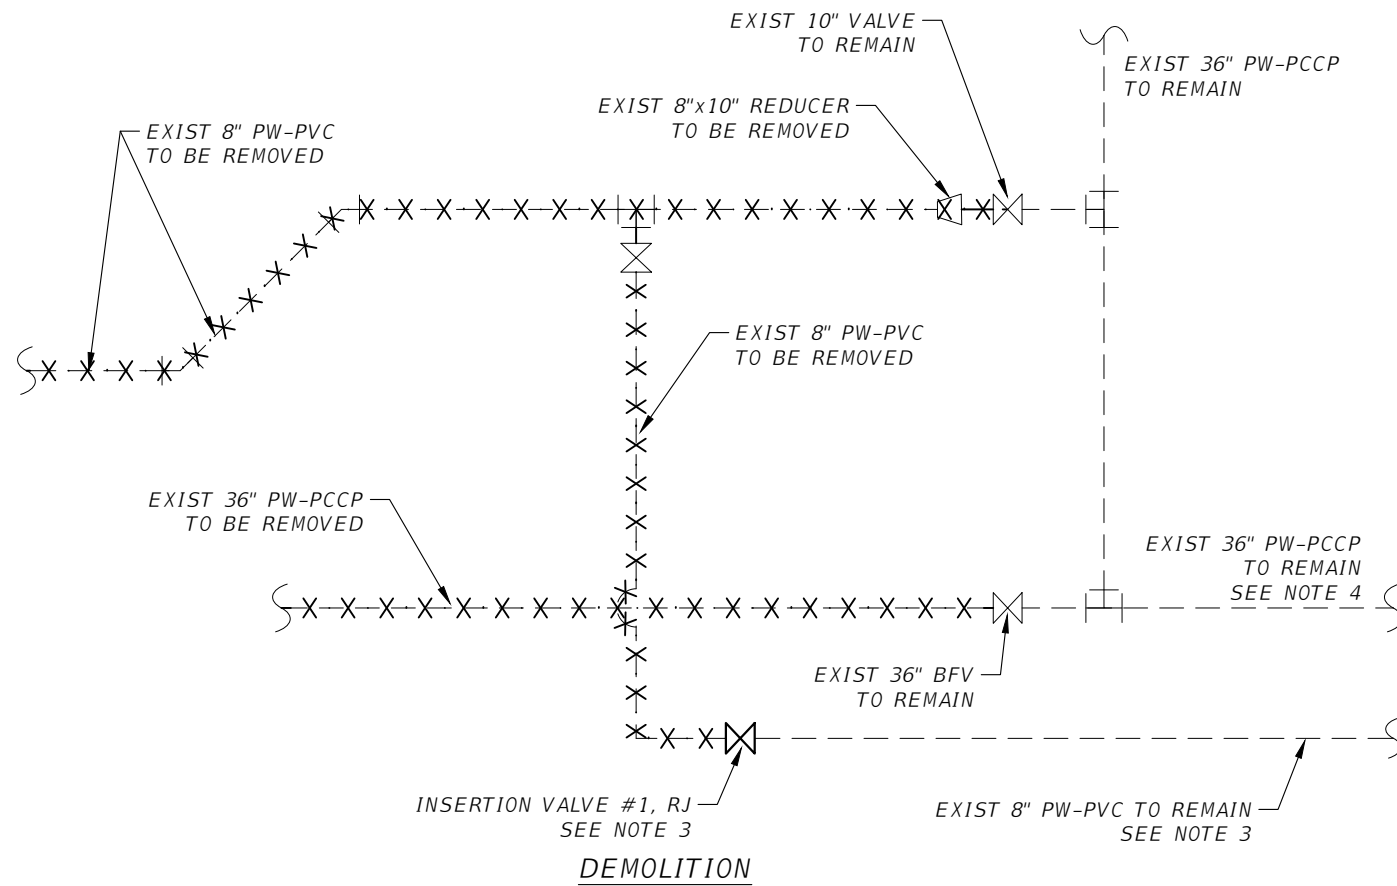 EXIST 10" VALVE
TO REMAIN
EXIST 36" PW-PCCP
TO REMAIN
EXIST 8"x10" REDUCER
TO BE REMOVED
EXIST 8" PW-PVC
TO BE REMOVED
EXIST 8" PW-PVC
TO BE REMOVED
EXIST 36" PW-PCCP
TO BE REMOVED
EXIST 36" PW-PCCP
TO REMAIN
SEE NOTE 4
EXIST 36" BFV
TO REMAIN
INSERTION VALVE #1, RJ
SEE NOTE 3
EXIST 8" PW-PVC TO REMAIN
SEE NOTE 3
DEMOLITION